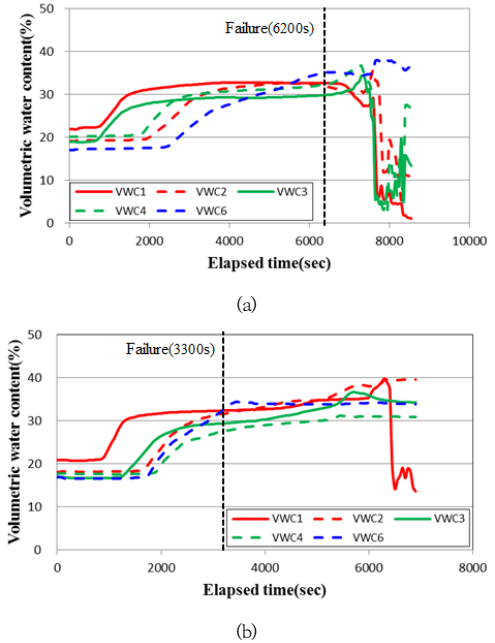 (a)
Failure(6200s)
Volumetric water content(%)
50
40
30
20
10
0
VWC1 VWC2 VWC3
VWC4 VWC6
0 2000 4000 6000 8000 10000
Elapsed time(sec)
(a)
Failure(3300s)
Volumetric water content(%)
50
40
30
20
10
0
VWC1 VWC2 VWC3
VWC4 VWC6
0 2000 4000 6000 8000
Elapsed time(sec)
(b)